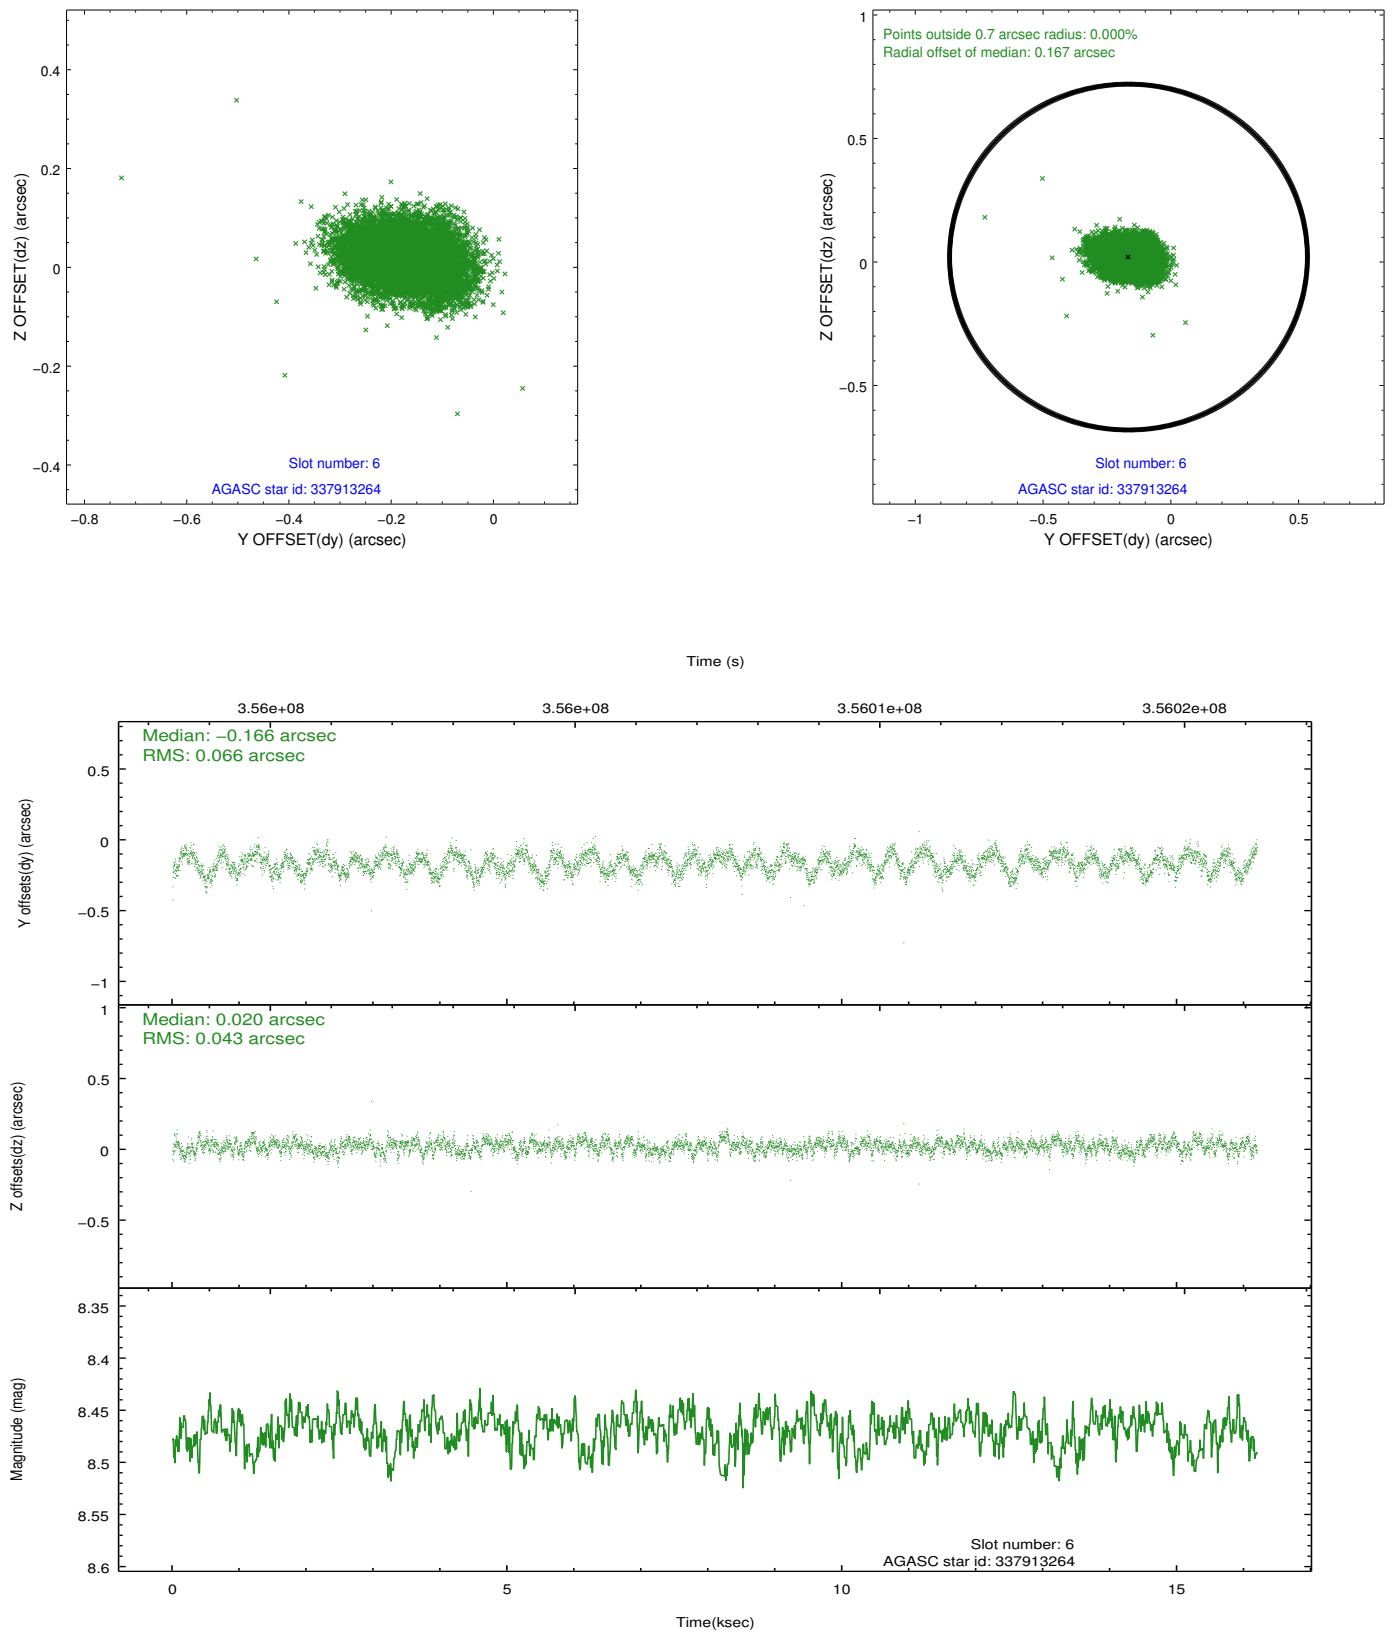 0.4
0.2
0
−0.2
−0.4
−0.8
−0.6
−0.4
−0.2
0
Z OFFSET(dz) (arcsec)
Y OFFSET(dy) (arcsec)
Slot number: 6
AGASC star id: 337913264
Points outside 0.7 arcsec radius: 0.000%
Radial offset of median: 0.167 arcsec
1
0.5
0
−0.5
−1
−0.5
0
0.5
Z OFFSET(dz) (arcsec)
Y OFFSET(dy) (arcsec)
Slot number: 6
AGASC star id: 337913264
Time (s)
3.56e+08
3.56e+08
3.5601e+08
3.5602e+08
Median: −0.166 arcsec
RMS: 0.066 arcsec
0.5
0
−0.5
−1
Y offsets(dy) (arcsec)
Median: 0.020 arcsec
RMS: 0.043 arcsec
1
0.5
0
−0.5
Z offsets(dz) (arcsec)
8.35
8.4
8.45
8.5
8.55
8.6
Magnitude (mag)
Slot number: 6
AGASC star id: 337913264
0
5
10
15
Time(ksec)